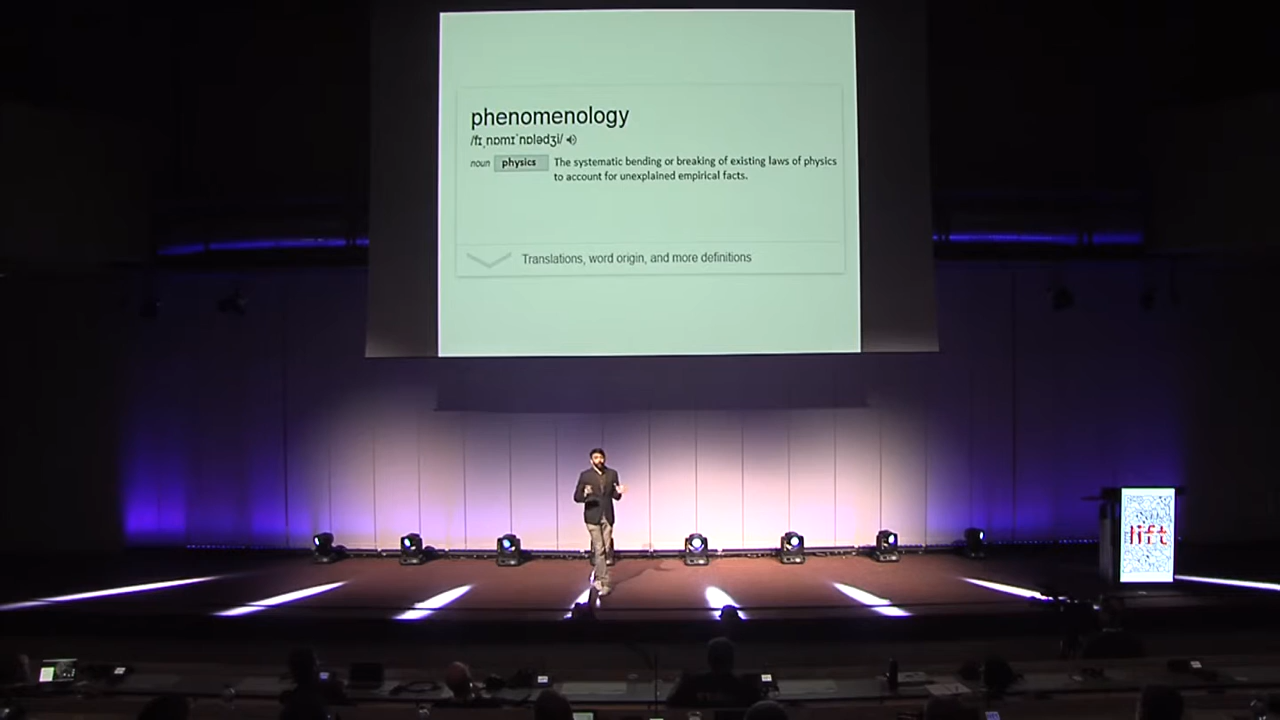 phenomenology
/fɪˌnɒmɪˈnɒlədʒi/
noun physics The systematic bending or breaking of existing laws of physics
to account for unexplained empirical facts.
Translations, word origin, and more definitions
lift